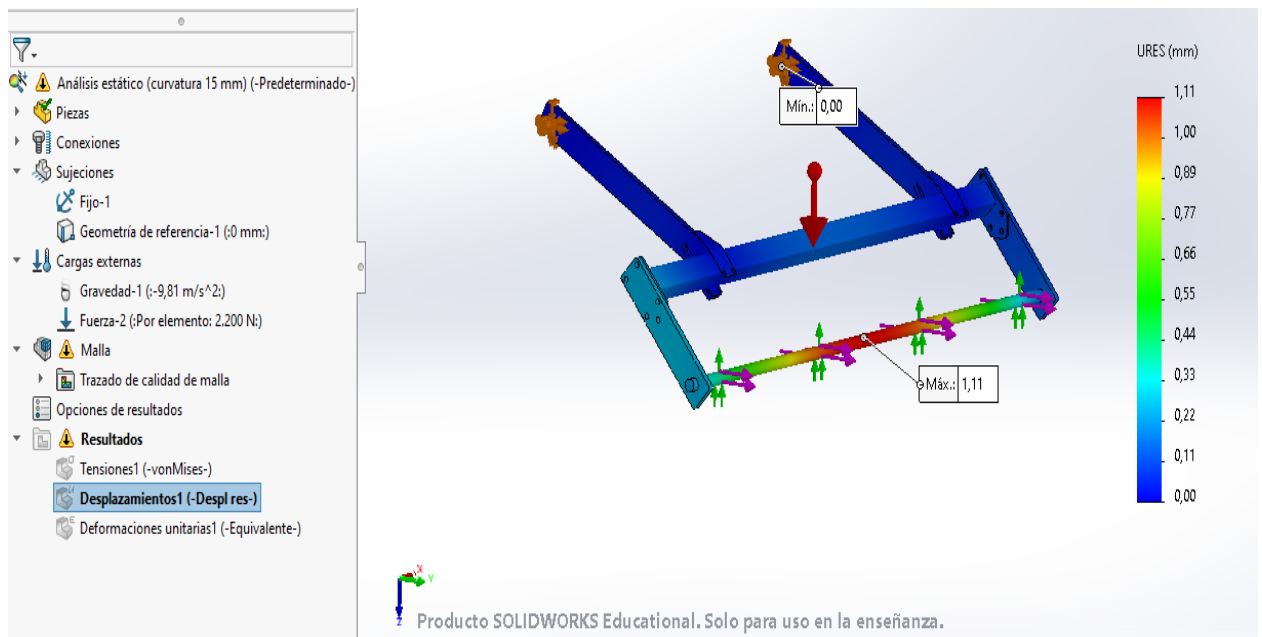 Análisis estático (curvatura 15 mm) (-Predeterminado-)
Piezas
Conexiones
Sujeciones
Fijo-1
Geometría de referencia-1 (:0 mm:)
Cargas externas
Gravedad-1 (:-9,81 m/s^2:)
Fuerza-2 (:Por elemento: 2.200 N:)
Malla
Trazado de calidad de malla
Opciones de resultados
Resultados
Tensiones1 (-vonMises-)
Desplazamientos1 (-Despl res-)
Deformaciones unitarias1 (-Equivalente-)
Mín.: 0,00
Máx.: 1,11
URES (mm)
1,11
1,00
0,89
0,77
0,66
0,55
0,44
0,33
0,22
0,11
0,00
X
Y
Z
Producto SOLIDWORKS Educational. Solo para uso en la enseñanza.